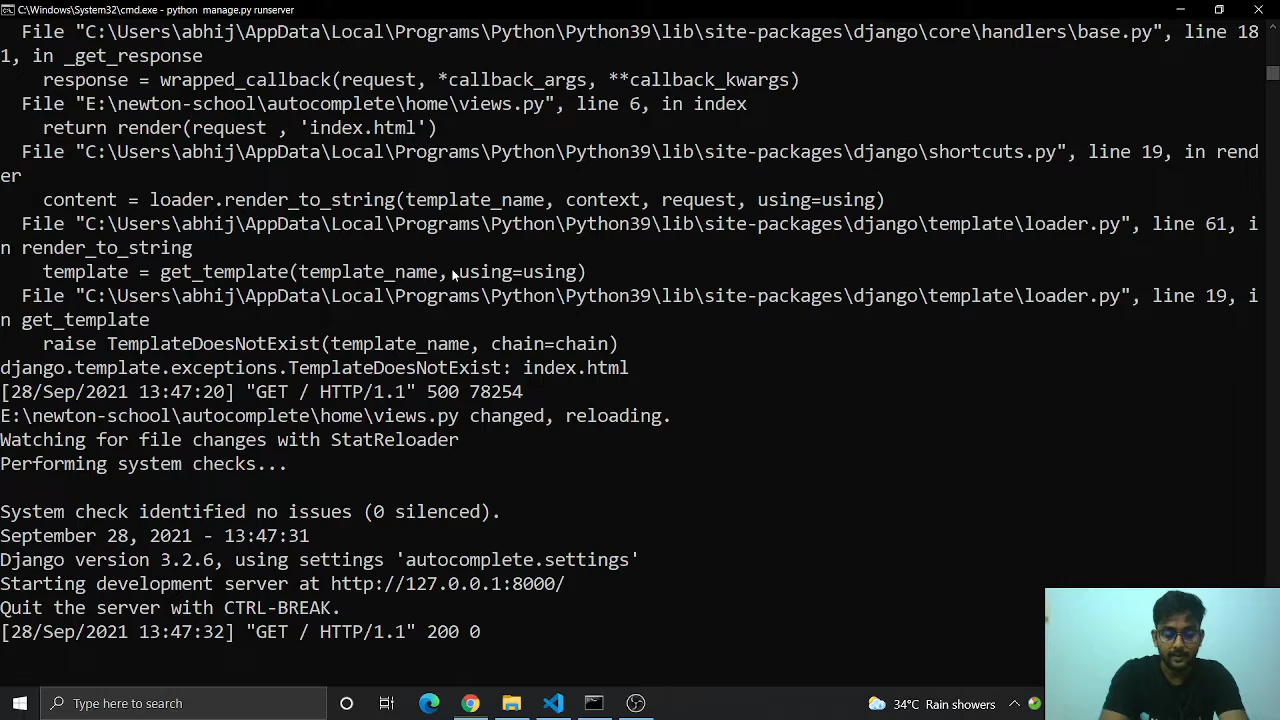 C:\Windows\System32\cmd.exe - python manage.py runserver
File "C:\Users\abhij\AppData\Local\Programs\Python\Python39\lib\site-packages\django\core\handlers\base.py", line 18
1, in _get_response
response = wrapped_callback(request, *callback_args, **callback_kwargs)
File "E:\newton-school\autocomplete\home\views.py", line 6, in index
return render(request , 'index.html')
File "C:\Users\abhij\AppData\Local\Programs\Python\Python39\lib\site-packages\django\shortcuts.py", line 19, in rend
er
content = loader.render_to_string(template_name, context, request, using=using)
File "C:\Users\abhij\AppData\Local\Programs\Python\Python39\lib\site-packages\django\template\loader.py", line 61, i
n render_to_string
template = get_template(template_name, using=using)
File "C:\Users\abhij\AppData\Local\Programs\Python\Python39\lib\site-packages\django\template\loader.py", line 19, i
n get_template
raise TemplateDoesNotExist(template_name, chain=chain)
django.template.exceptions.TemplateDoesNotExist: index.html
[28/Sep/2021 13:47:20] "GET / HTTP/1.1" 500 78254
E:\newton-school\autocomplete\home\views.py changed, reloading.
Watching for file changes with StatReloader
Performing system checks...
System check identified no issues (0 silenced).
September 28, 2021 - 13:47:31
Django version 3.2.6, using settings 'autocomplete.settings'
Starting development server at http://127.0.0.1:8000/
Quit the server with CTRL-BREAK.
[28/Sep/2021 13:47:32] "GET / HTTP/1.1" 200 0
Type here to search
34°C Rain showers